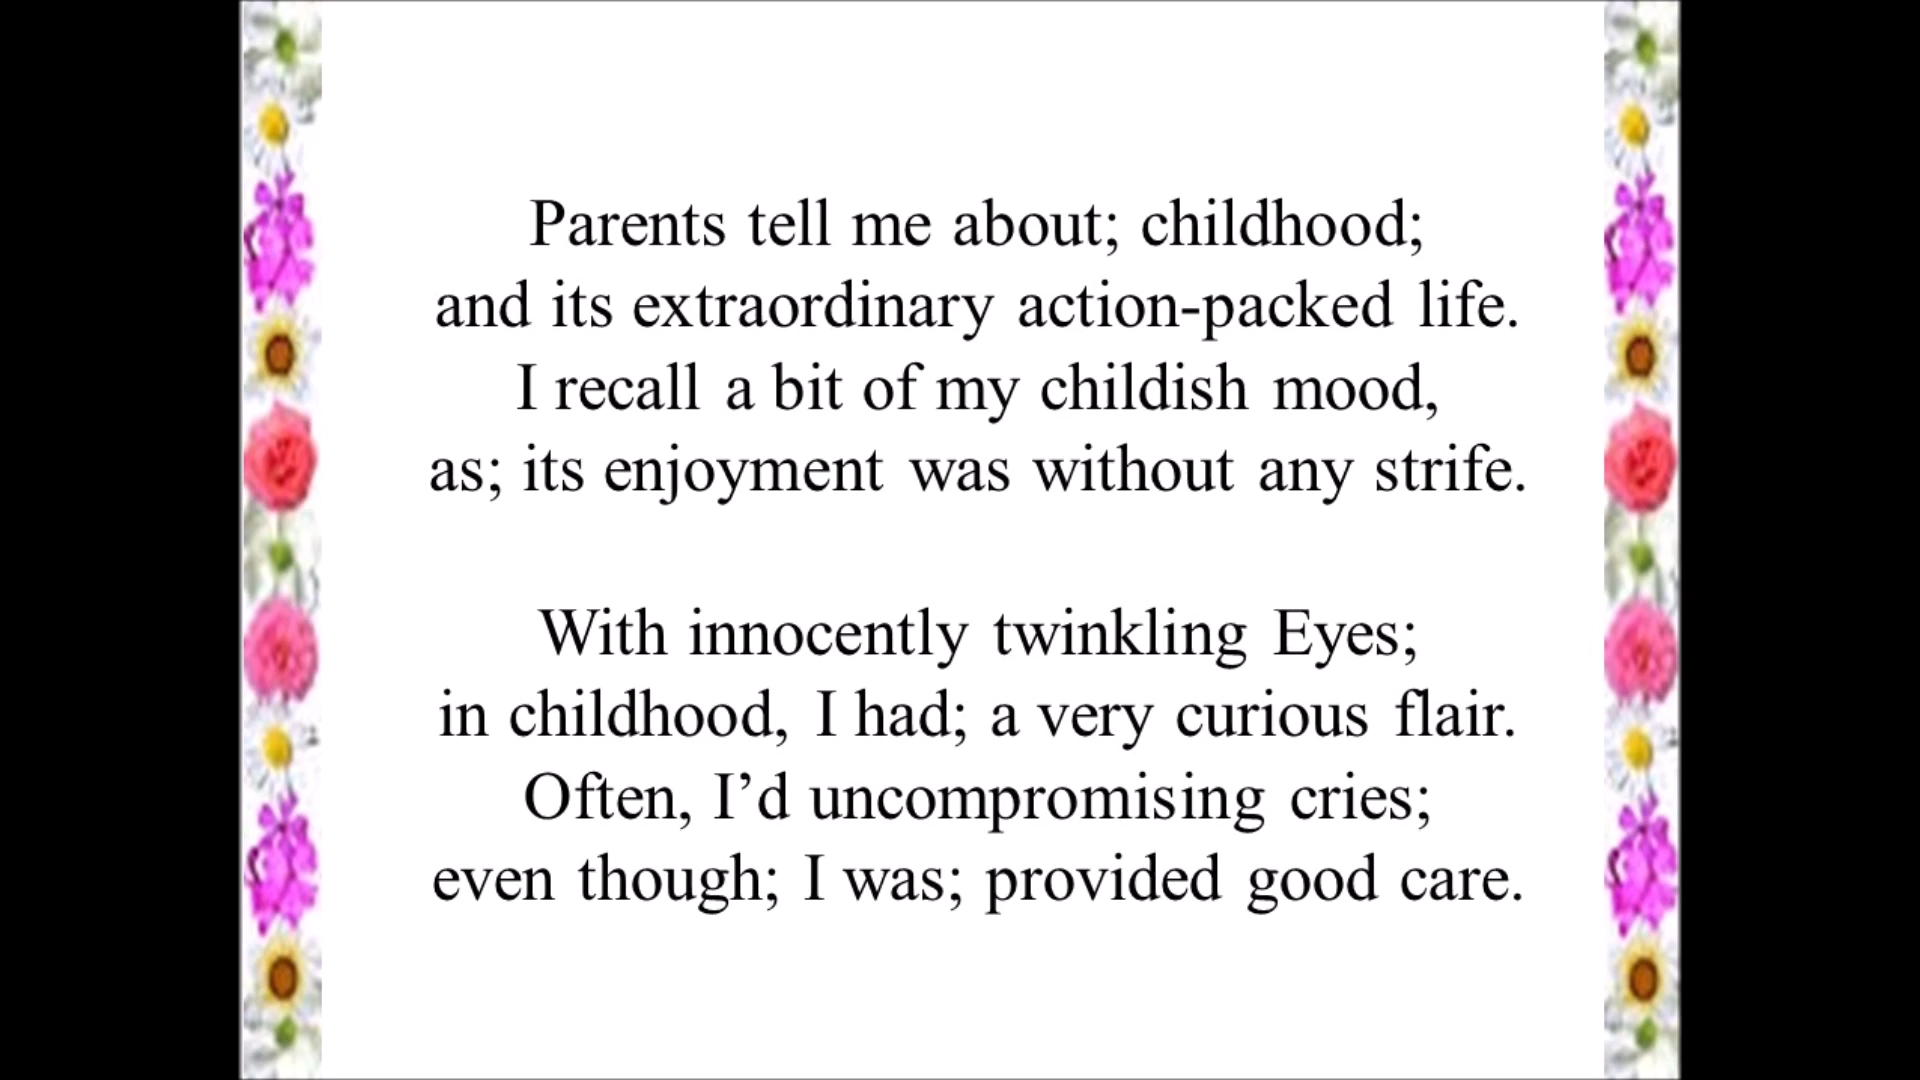 Parents tell me about; childhood;
and its extraordinary action-packed life.
I recall a bit of my childish mood,
as; its enjoyment was without any strife.
With innocently twinkling Eyes;
in childhood, I had; a very curious flair.
Often, I’d uncompromising cries;
even though; I was; provided good care.